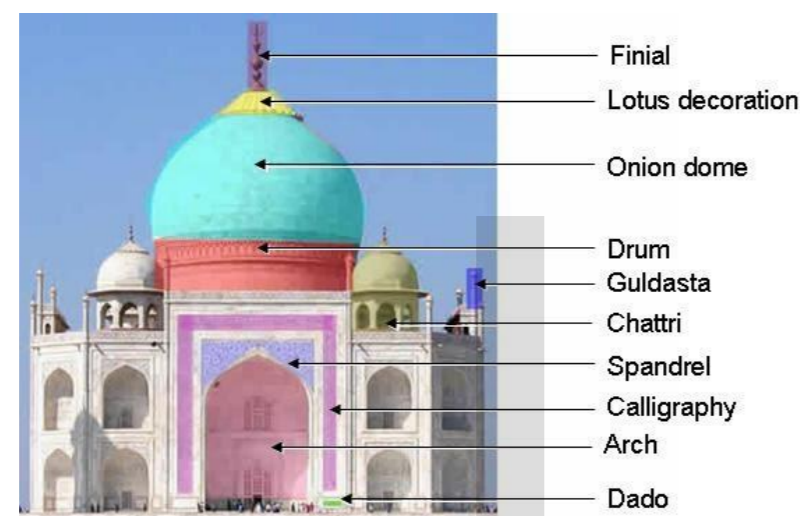 Finial
Lotus decoration
Onion dome
Drum
Guldasta
Chattri
Spandrel
Calligraphy
Arch
Dado